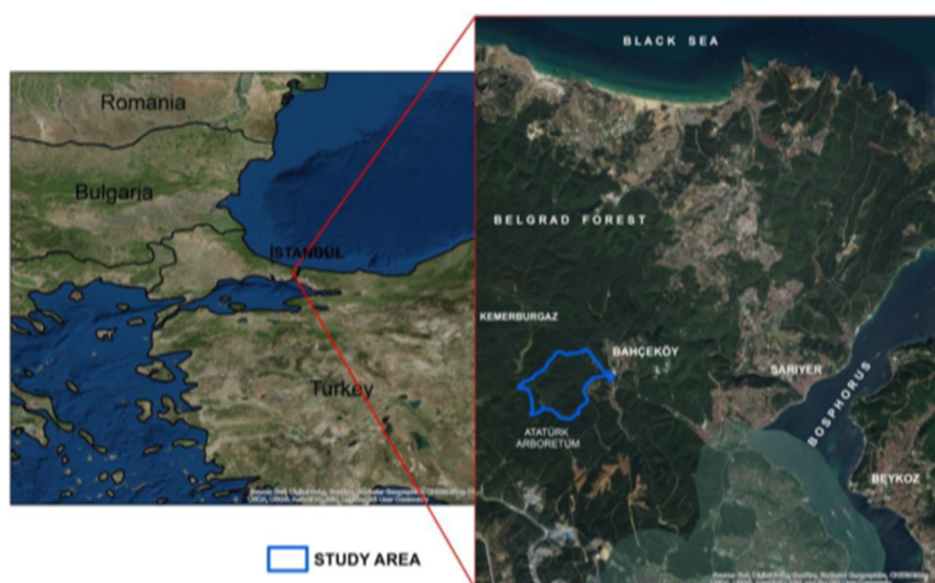 Romania
Bulgaria
İSTANBUL
Turkey
BLACK SEA
BELGRAD FOREST
KEMERBURGAZ
BAHÇEKÖY
SARIYER
BOSPHORUS
ATATÜRK
ARBORETUM
BEYKOZ
STUDY AREA